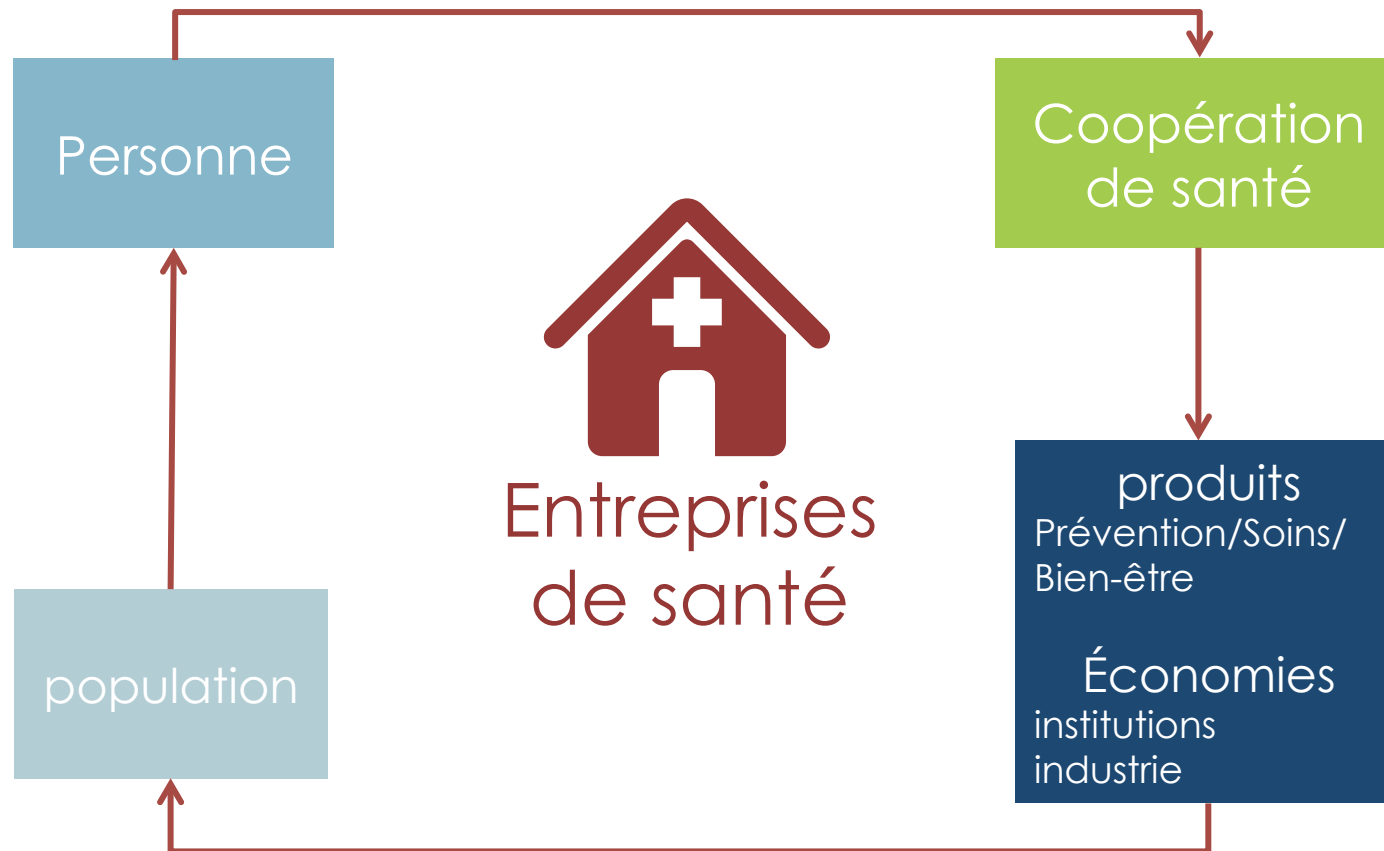 Personne
Coopération
de santé
Entreprises
de santé
produits
Prévention/Soins/
Bien-être
Économies
institutions
industrie
population